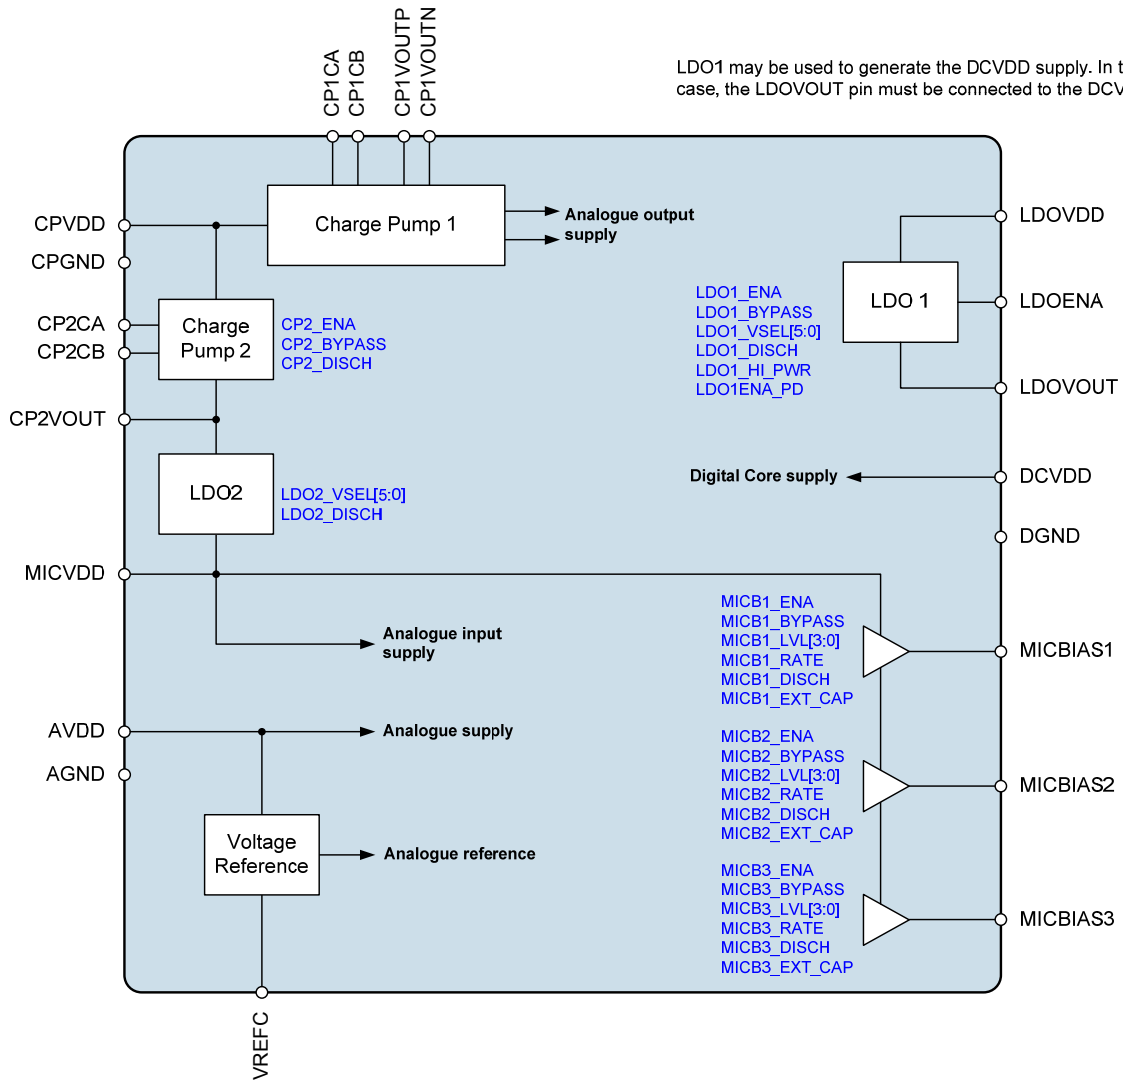 CP1CA
CP1CB
CP1VOUTP
CP1VOUTN
LDO1 may be used to generate the DCVDD supply. In
case, the LDOVOUT pin must be connected to the
CPVDD
CPGND
CP2CA
CP2CB
CP2VOUT
MICVDD
AVDD
AGND
VREFC
Charge Pump 1
Analogue output
supply
Charge
Pump 2
CP2_ENA
CP2_BYPASS
CP2_DISCH
LDO2
LDO2_VSEL[5:0]
LDO2_DISCH
Analogue input
supply
Analogue supply
Voltage
Reference
Analogue reference
LDO1_ENA
LDO1_BYPASS
LDO1_VSEL[5:0]
LDO1_DISCH
LDO1_HI_PWR
LDO1ENA_PD
LDO 1
LDOVDD
LDOENA
LDOVOUT
Digital Core supply
DCVDD
DGND
MICB1_ENA
MICB1_BYPASS
MICB1_LVL[3:0]
MICB1_RATE
MICB1_DISCH
MICB1_EXT_CAP
MICBIAS1
MICB2_ENA
MICB2_BYPASS
MICB2_LVL[3:0]
MICB2_RATE
MICB2_DISCH
MICB2_EXT_CAP
MICBIAS2
MICB3_ENA
MICB3_BYPASS
MICB3_LVL[3:0]
MICB3_RATE
MICB3_DISCH
MICB3_EXT_CAP
MICBIAS3